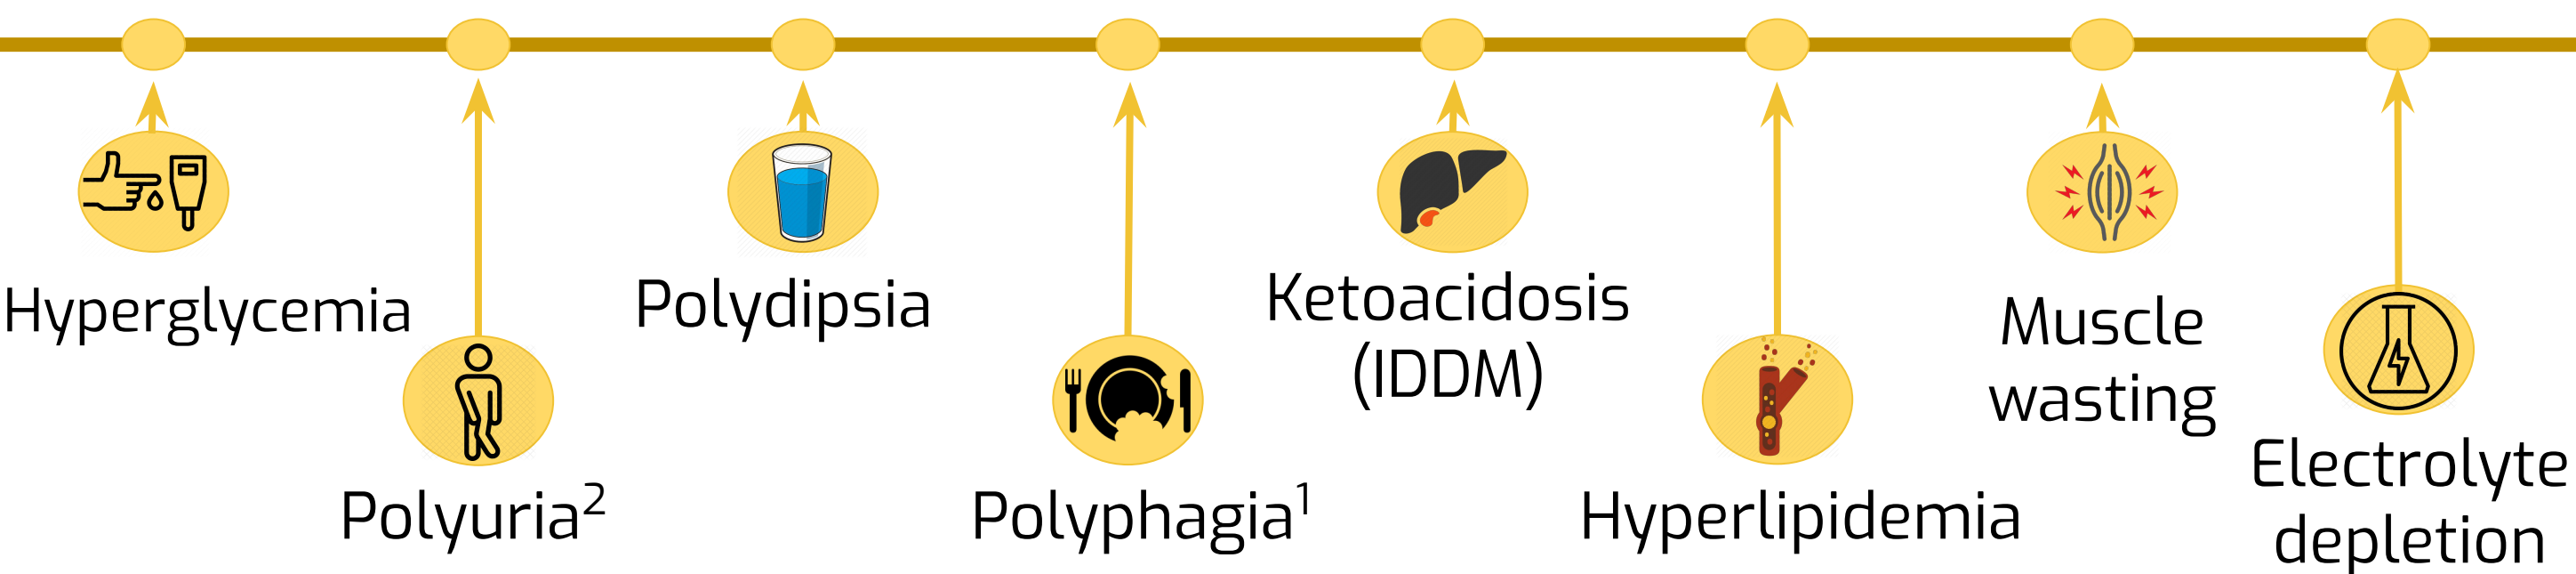 Hyperglycemia
Polyuria²
Polydipsia
Polyphagia¹
Ketoacidosis
(IDDM)
Hyperlipidemia
Muscle
wasting
Electrolyte
depletion